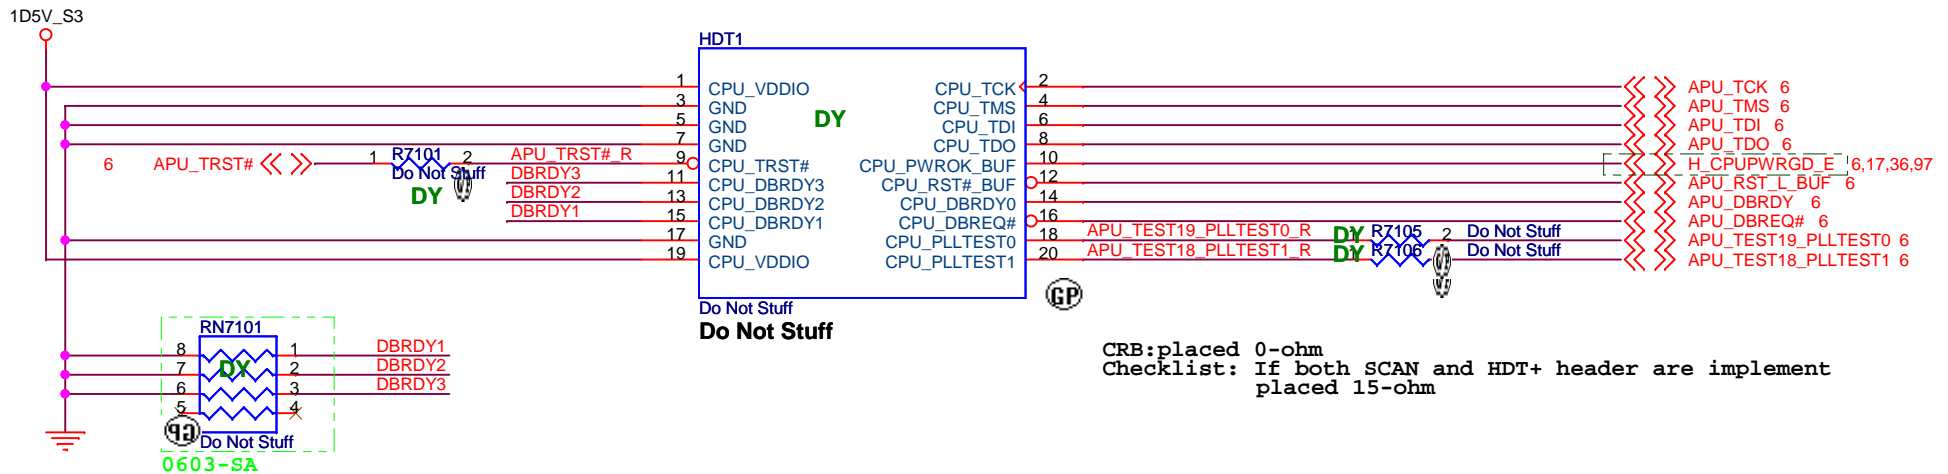 1D5V_S3
HDT1
1 CPU_VDDIO CPU_TCK 2 APU_TCK 6
3 GND CPU_TMS 4 APU_TMS 6
5 GND CPU_TDI 6 APU_TDI 6
7 GND CPU_TDO 8 APU_TDO 6
6 APU_TRST# 1 R7101 2 APU_TRST#_R 9 CPU_TRST# CPU_PWROK_BUF 10 H_CPUPWRGD_E 6,17,36,97
Do Not Stuff
DY
DBRDY3 11 CPU_DBRDY3 CPU_RST#_BUF 12 APU_RST_L_BUF 6
DBRDY2 13 CPU_DBRDY2 CPU_DBRDY0 14 APU_DBRDY 6
DBRDY1 15 CPU_DBRDY1 CPU_DBREQ# 16 APU_DBREQ# 6
17 GND CPU_PLLTEST0 18 APU_TEST19_PLLTEST0_R DY 1 R7105 2 Do Not Stuff APU_TEST19_PLLTEST0 6
19 CPU_VDDIO CPU_PLLTEST1 20 APU_TEST18_PLLTEST1_R DY 1 R7106 Do Not Stuff APU_TEST18_PLLTEST1 6
DY
GP
Do Not Stuff
Do Not Stuff
RN7101
8 1 DBRDY1
7 2 DBRDY2
6 3 DBRDY3
5 4
DY
GP
Do Not Stuff
0603-SA
CRB:placed 0-ohm
Checklist: If both SCAN and HDT+ header are implement
placed 15-ohm